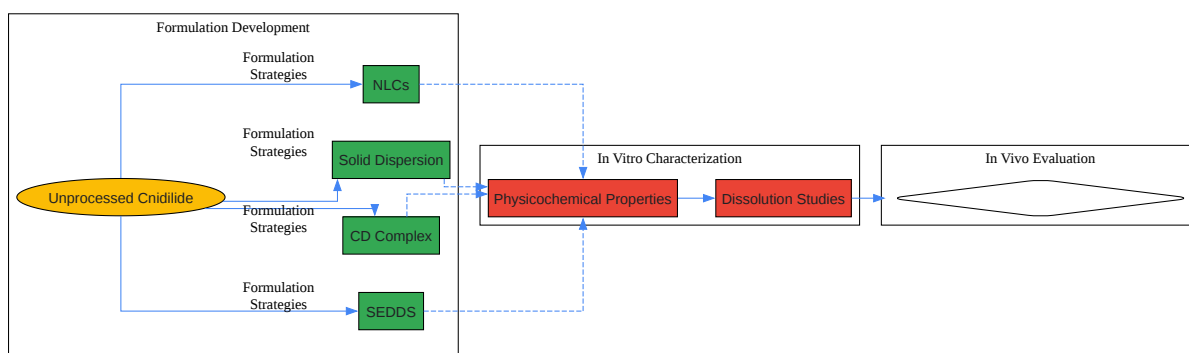 Formulation Development
Formulation
Strategies
NLCs
Formulation
Strategies
Solid Dispersion
Unprocessed Cnidilide
Formulation
Strategies
CD Complex
Formulation
Strategies
SEDDS
In Vitro Characterization
Physicochemical Properties
Dissolution Studies
In Vivo Evaluation